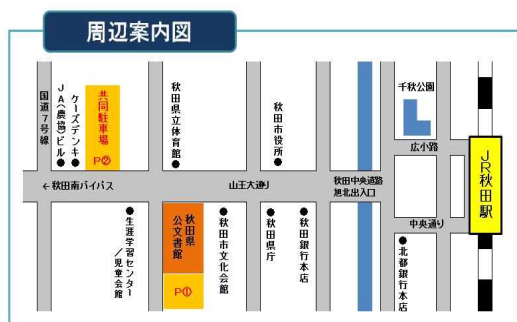 周辺案内図
国道7号線
JA(農協)ビル
ケーズデンキ
共同駐車場
P②
秋田県立体育館
秋田市役所
千秋公園
広小路
JR秋田駅
←秋田南バイパス
山王大通り
秋田中央道路
旭北出入口
中央通り
生涯学習センター
/児童会館
秋田県
公文書館
P①
秋田市文化会館
秋田県庁
秋田銀行本店
北都銀行本店